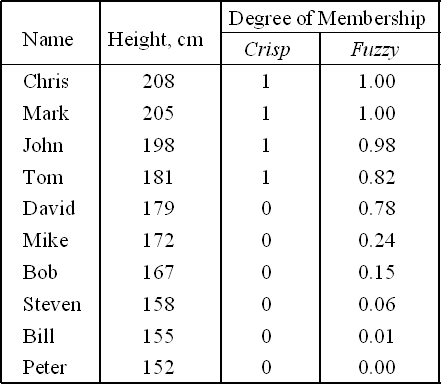 Degree of Membership
Name Height, cm
Crisp Fuzzy
Chris 208 1 1.00
Mark 205 1 1.00
John 198 1 0.98
Tom 181 1 0.82
David 179 0 0.78
Mike 172 0 0.24
Bob 167 0 0.15
Steven 158 0 0.06
Bill 155 0 0.01
Peter 152 0 0.00